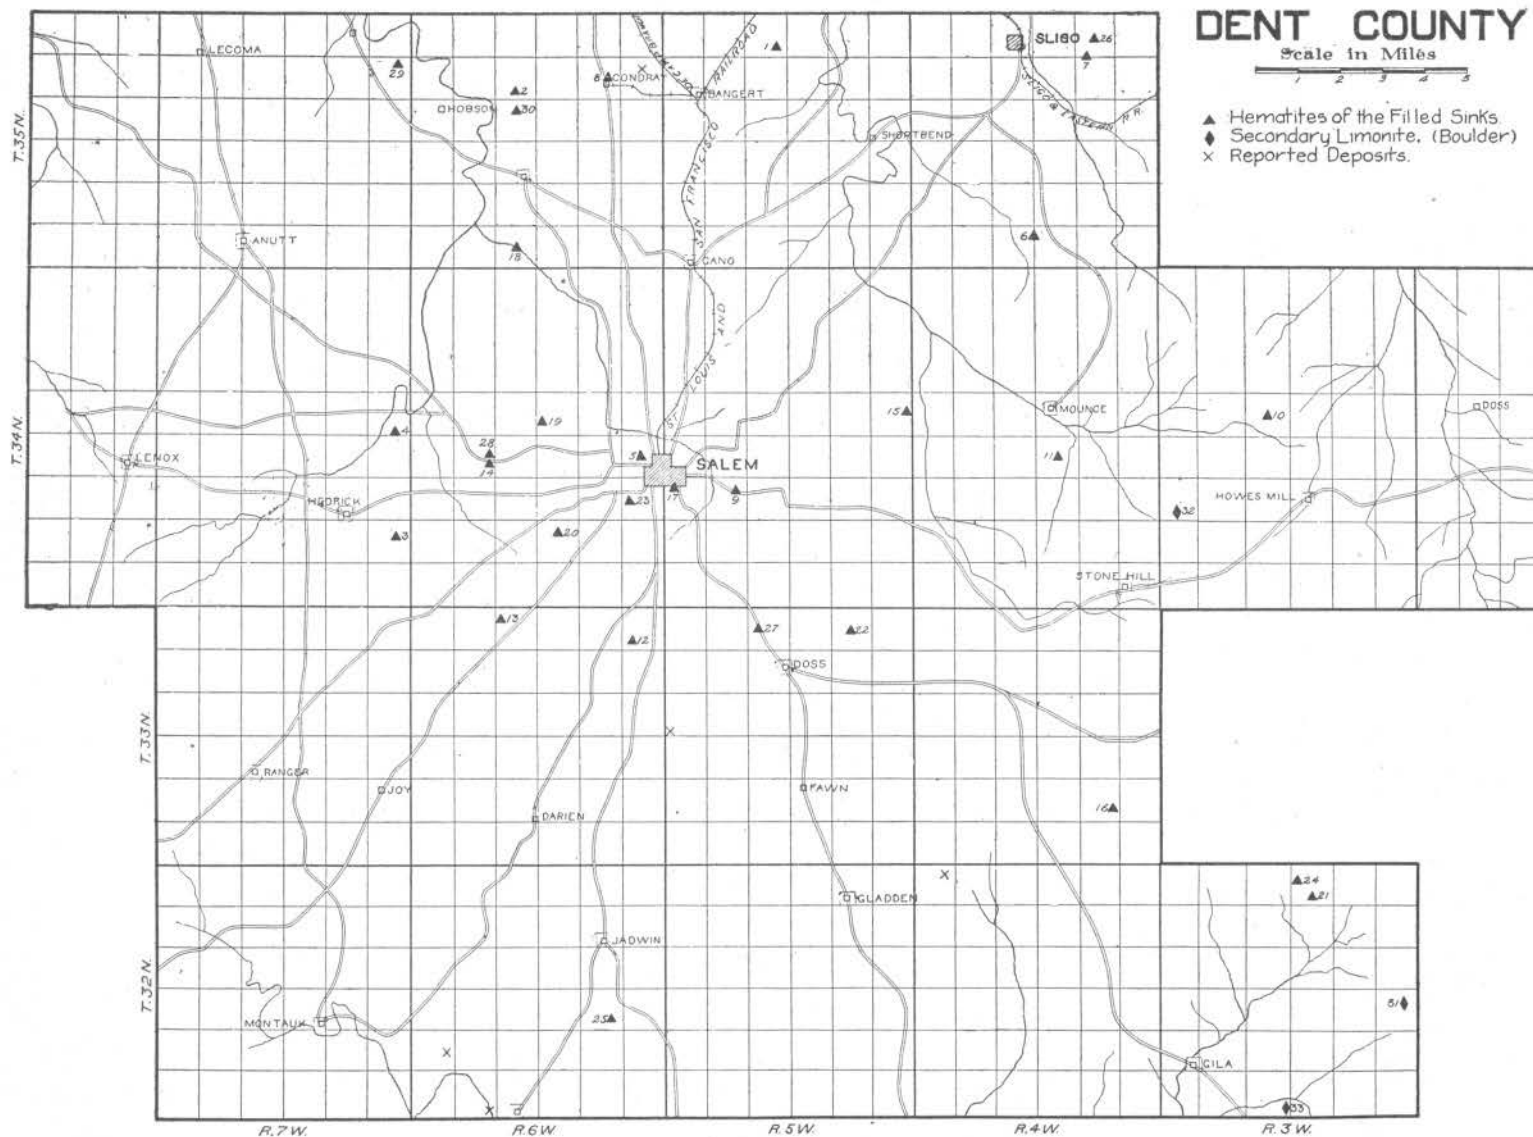 DENT COUNTY
Scale in Miles
1 2 3 4 5
▲ Hematites of the Filled Sinks.
♦ Secondary Limonite. (Boulder)
× Reported Deposits.
LECOMA
29
2
HOBSON
30
8
CONDRAY
BANGERT
RAILROAD
1
SLIGO
26
7
SLIGO & EASTERN R.R.
SHORTBEND
T.35N.
ANUTT
18
SAN FRANCISCO
GANO
6
AND
ST LOUIS
T.34N.
4
19
28
14
5
SALEM
15
MOUNCE
11
10
DOSS
LENOX
HEDRICK
23
17
9
HOWES MILL
32
3
20
STONE HILL
13
12
27
22
DOSS
T.33N.
RANGER
JOY
DARIEN
FAWN
16
GLADDEN
24
21
JADWIN
T.32N.
MONTAUK
25
31
GILA
33
R.7W. R.6W. R.5W. R.4W. R.3W.